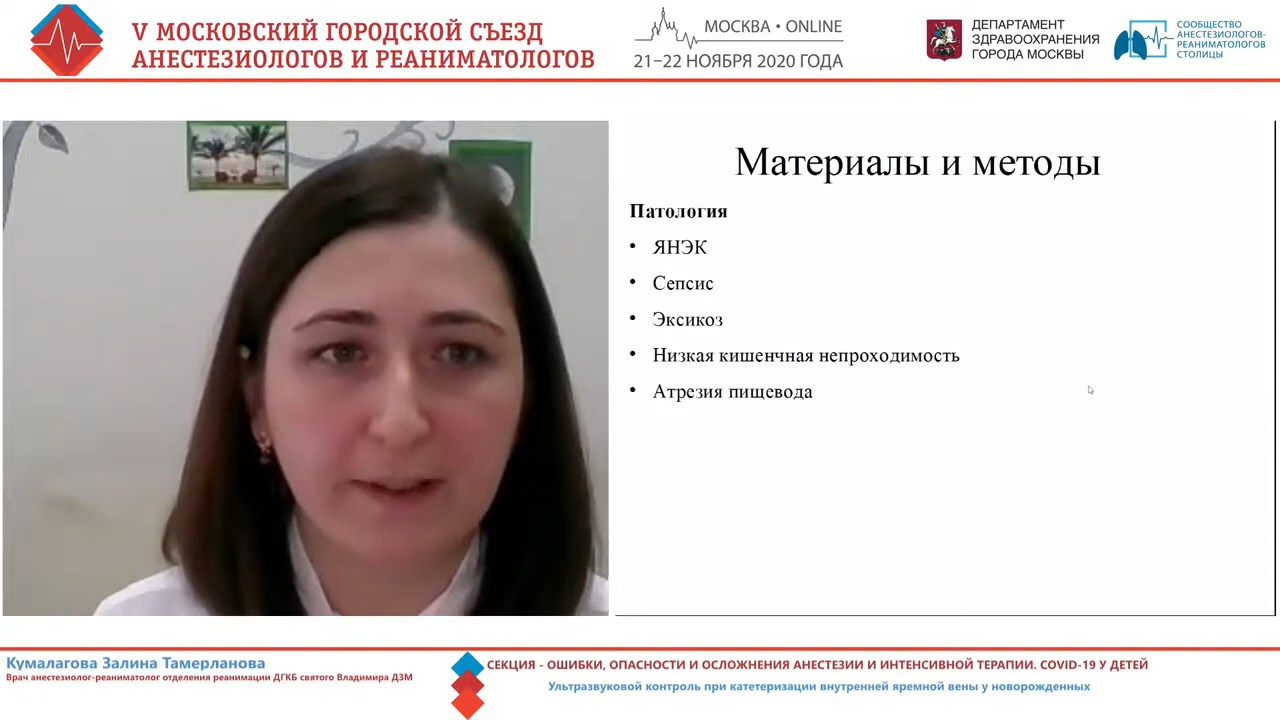 V МОСКОВСКИЙ ГОРОДСКОЙ СЪЕЗД
АНЕСТЕЗИОЛОГОВ И РЕАНИМАТОЛОГОВ
МОСКВА • ONLINE
21–22 НОЯБРЯ 2020 ГОДА
ДЕПАРТАМЕНТ
ЗДРАВООХРАНЕНИЯ
ГОРОДА МОСКВЫ
СООБЩЕСТВО
АНЕСТЕЗИОЛОГОВ-
РЕАНИМАТОЛОГОВ
СТОЛИЦЫ
Материалы и методы
Патология
• ЯНЭК
• Сепсис
• Эксикоз
• Низкая кишечная непроходимость
• Атрезия пищевода
Кумалагова Залина Тамерлановна
Врач анестезиолог-реаниматолог отделения реанимации ДГКБ святого Владимира ДЗМ
СЕКЦИЯ - ОШИБКИ, ОПАСНОСТИ И ОСЛОЖНЕНИЯ АНЕСТЕЗИИ И ИНТЕНСИВНОЙ ТЕРАПИИ. COVID-19 У ДЕТЕЙ
Ультразвуковой контроль при катетеризации внутренней яремной вены у новорожденных